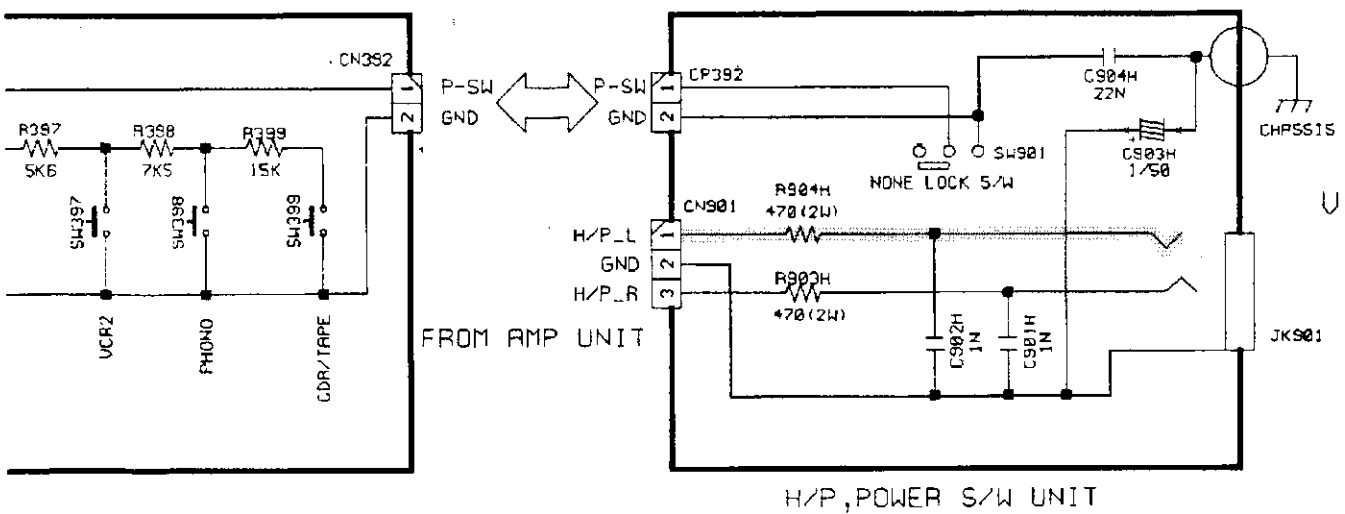 CN392
1
2
P-SW
GND
R397
5K6
R398
7K5
R399
15K
SW397
SW398
SW399
VCR2
PHONO
CDR/TAPE
P-SW
GND
CP392
1
2
C904H
22N
CHPSSIS
C903H
1/50
SW901
NONE LOCK S/W
CN901
H/P_L
GND
H/P_R
1
2
3
R904H
470(2W)
R903H
470(2W)
C902H
1N
C901H
1N
JK901
FROM AMP UNIT
H/P,POWER S/W UNIT